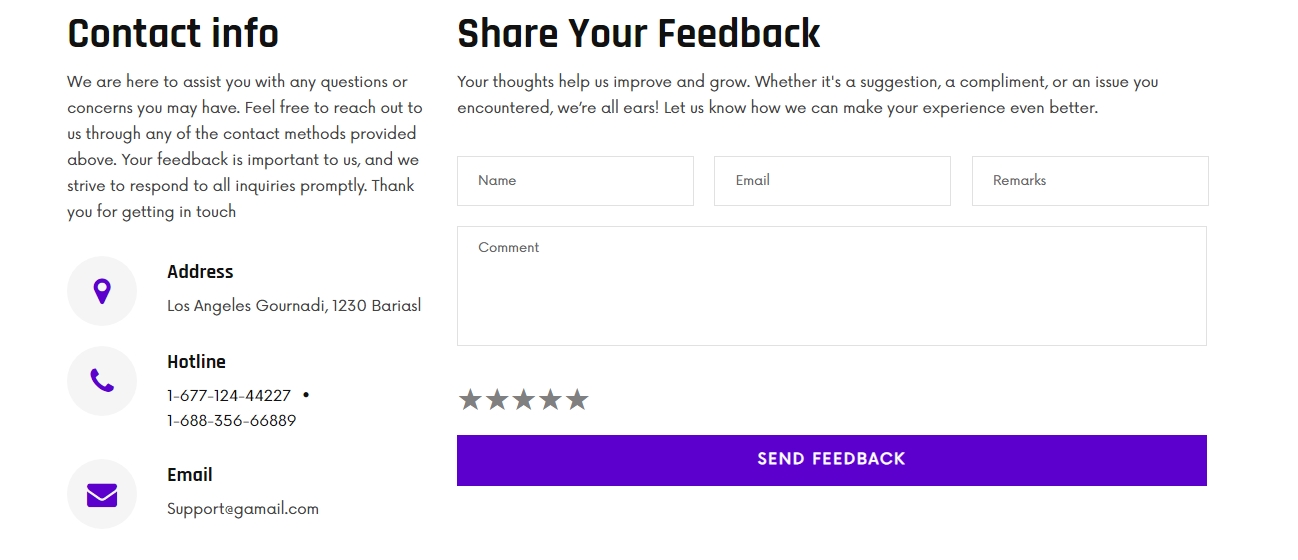 Contact info
We are here to assist you with any questions or
concerns you may have. Feel free to reach out to
us through any of the contact methods provided
above. Your feedback is important to us, and we
strive to respond to all inquiries promptly. Thank
you for getting in touch
Address
Los Angeles Gournadi, 1230 Bariasl
Hotline
1-677-124-44227 •
1-688-356-66889
Email
Support@gamail.com
Share Your Feedback
Your thoughts help us improve and grow. Whether it's a suggestion, a compliment, or an issue you
encountered, we’re all ears! Let us know how we can make your experience even better.
Name
Email
Remarks
Comment
★★★★★
SEND FEEDBACK